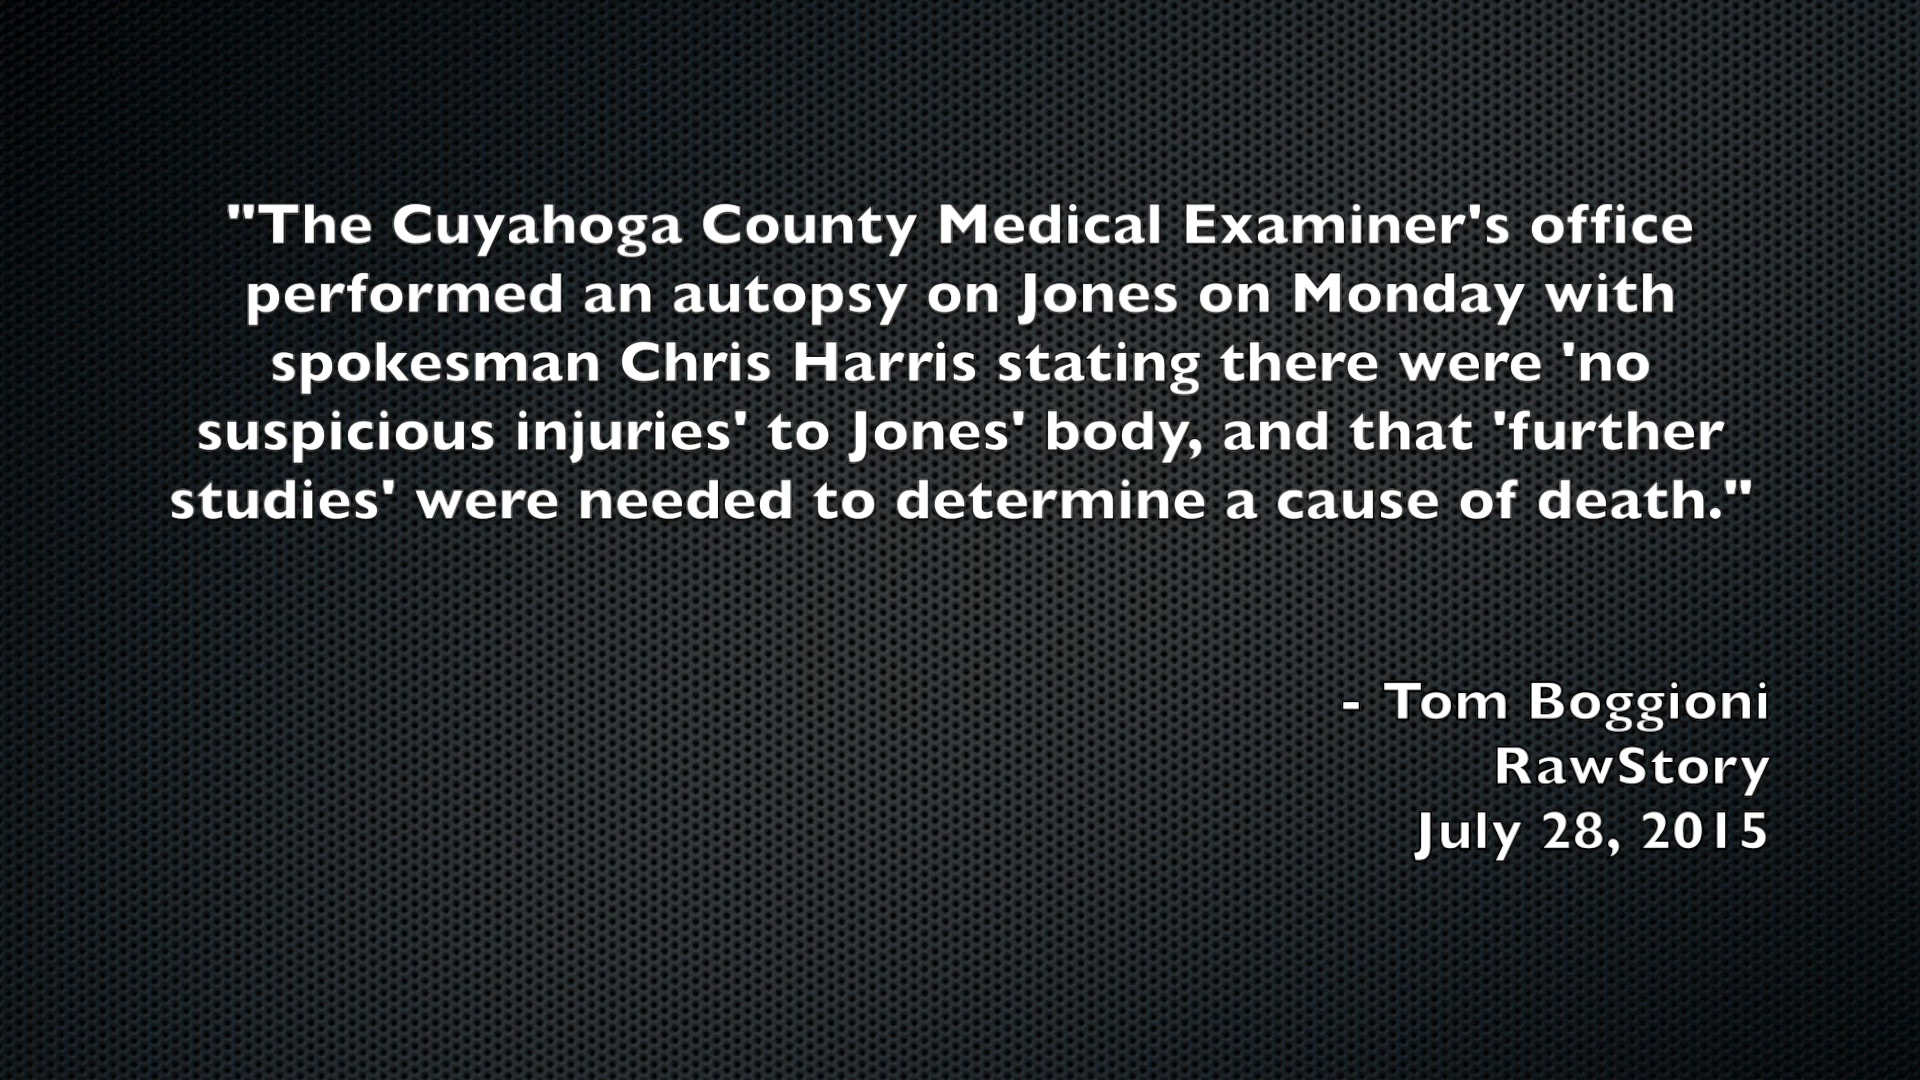 "The Cuyahoga County Medical Examiner's office
performed an autopsy on Jones on Monday with
spokesman Chris Harris stating there were 'no
suspicious injuries' to Jones' body, and that 'further
studies' were needed to determine a cause of death."
- Tom Boggioni
RawStory
July 28, 2015